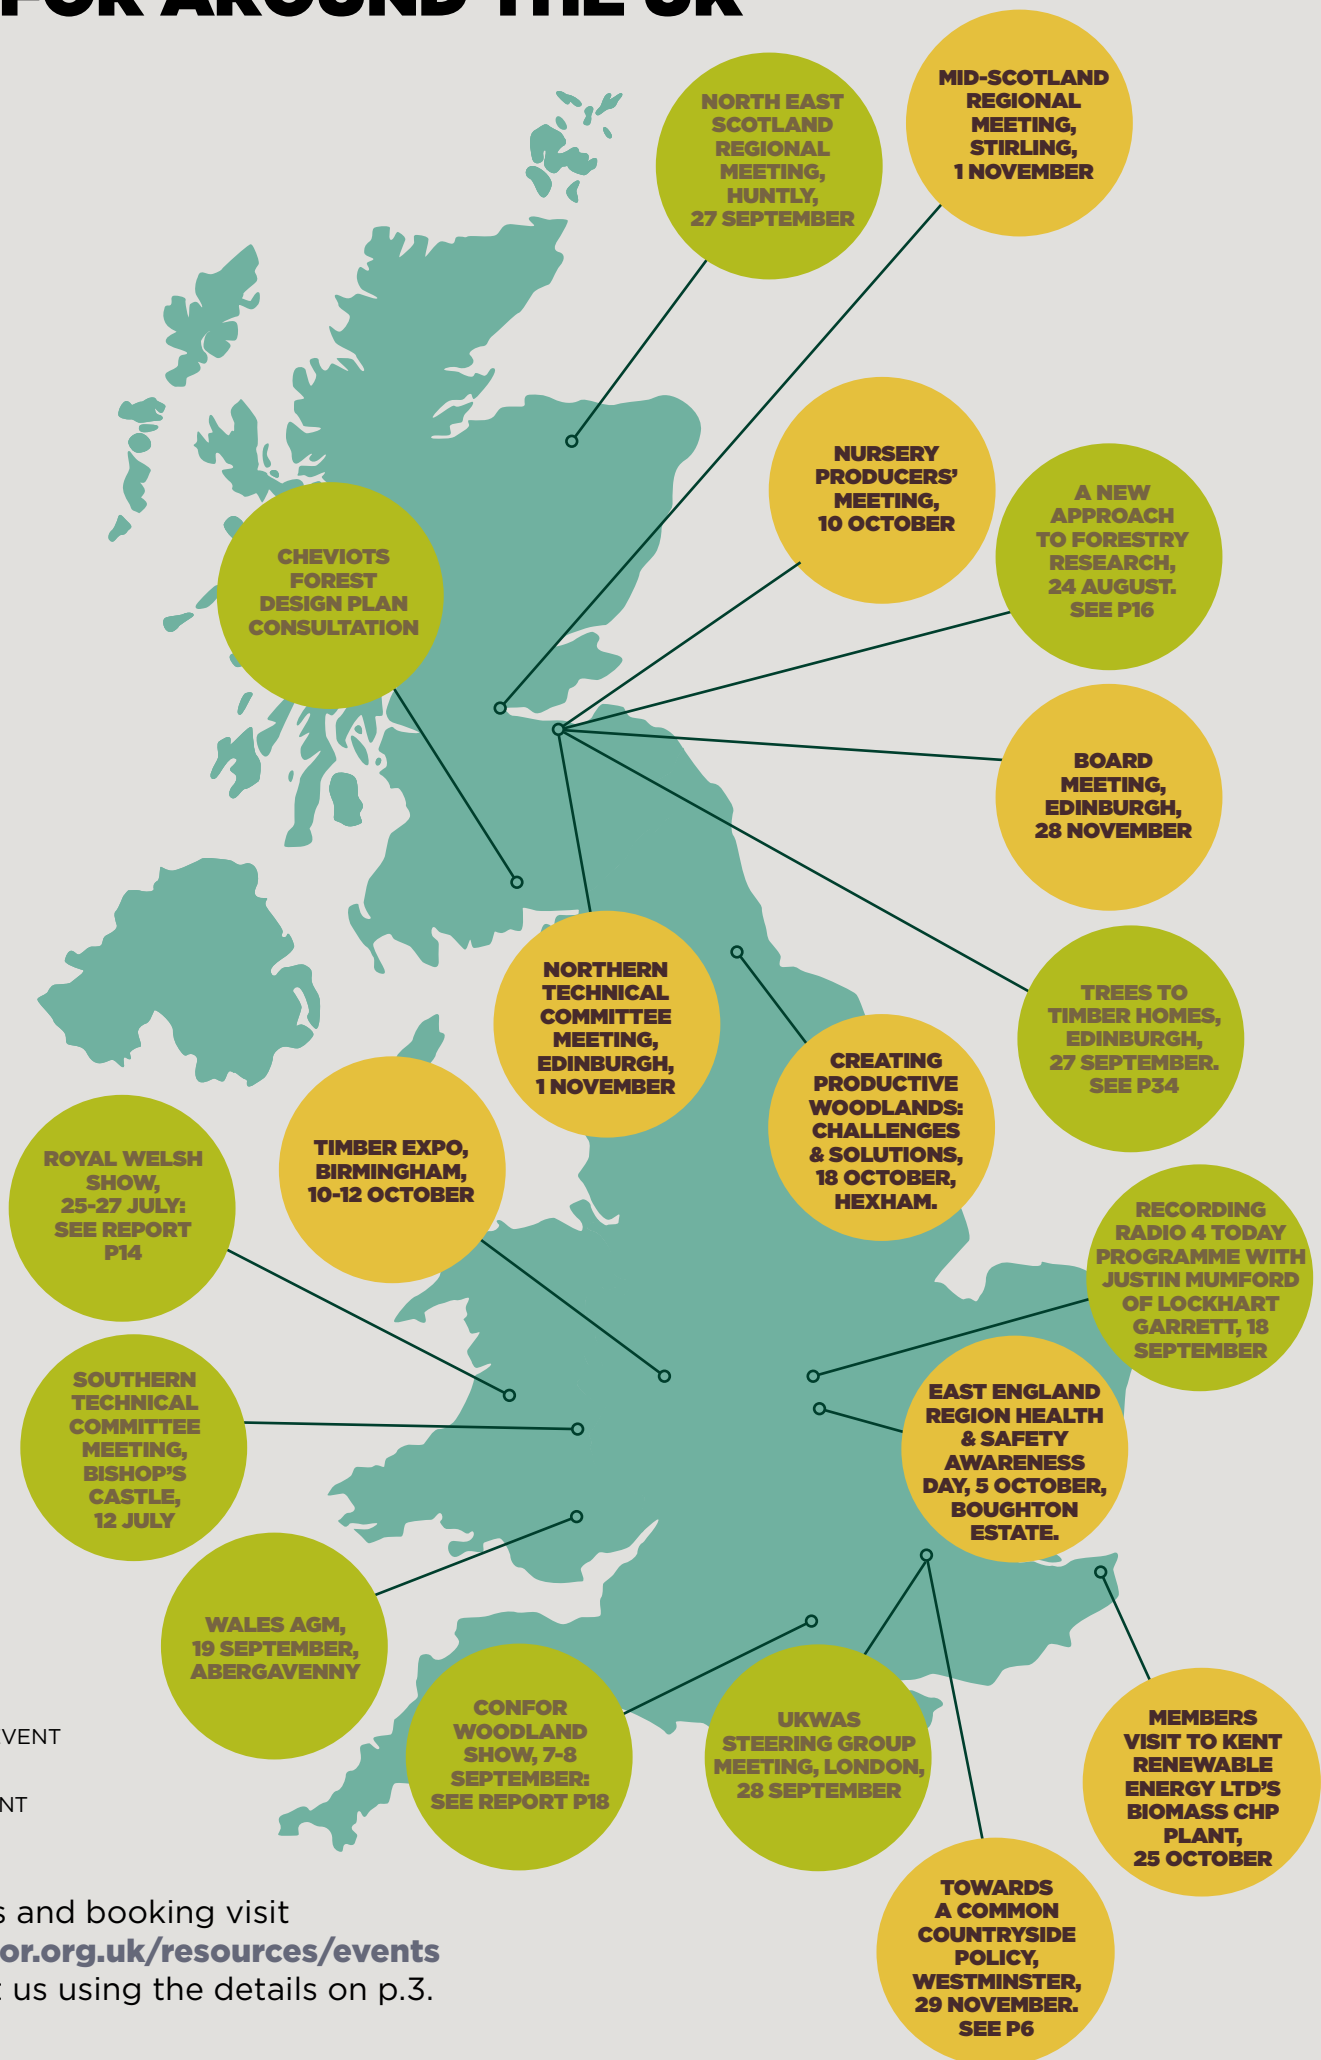 FOR AROUND THE UK
MID-SCOTLAND
REGIONAL
MEETING,
STIRLING,
1 NOVEMBER
NORTH EAST
SCOTLAND
REGIONAL
MEETING,
HUNTLY,
27 SEPTEMBER
NURSERY
PRODUCERS’
MEETING,
10 OCTOBER
A NEW
APPROACH
TO FORESTRY
RESEARCH,
24 AUGUST.
SEE P16
CHEVIOTS
FOREST
DESIGN PLAN
CONSULTATION
BOARD
MEETING,
EDINBURGH,
28 NOVEMBER
NORTHERN
TECHNICAL
COMMITTEE
MEETING,
EDINBURGH,
1 NOVEMBER
TREES TO
TIMBER HOMES,
EDINBURGH,
27 SEPTEMBER.
SEE P34
CREATING
PRODUCTIVE
WOODLANDS:
CHALLENGES
& SOLUTIONS,
18 OCTOBER,
HEXHAM.
TIMBER EXPO,
BIRMINGHAM,
10-12 OCTOBER
ROYAL WELSH
SHOW,
25-27 JULY:
SEE REPORT
P14
RECORDING
RADIO 4 TODAY
PROGRAMME WITH
JUSTIN MUMFORD
OF LOCKHART
GARRETT, 18
SEPTEMBER
SOUTHERN
TECHNICAL
COMMITTEE
MEETING,
BISHOP’S
CASTLE,
12 JULY
EAST ENGLAND
REGION HEALTH
& SAFETY
AWARENESS
DAY, 5 OCTOBER,
BOUGHTON
ESTATE.
WALES AGM,
19 SEPTEMBER,
ABERGAVENNY
CONFOR
WOODLAND
SHOW, 7-8
SEPTEMBER:
SEE REPORT P18
UKWAS
STEERING GROUP
MEETING, LONDON,
28 SEPTEMBER
MEMBERS
VISIT TO KENT
RENEWABLE
ENERGY LTD’S
BIOMASS CHP
PLANT,
25 OCTOBER
TOWARDS
A COMMON
COUNTRYSIDE
POLICY,
WESTMINSTER,
29 NOVEMBER.
SEE P6
VENT
NT
s and booking visit
or.org.uk/resources/events
t us using the details on p.3.